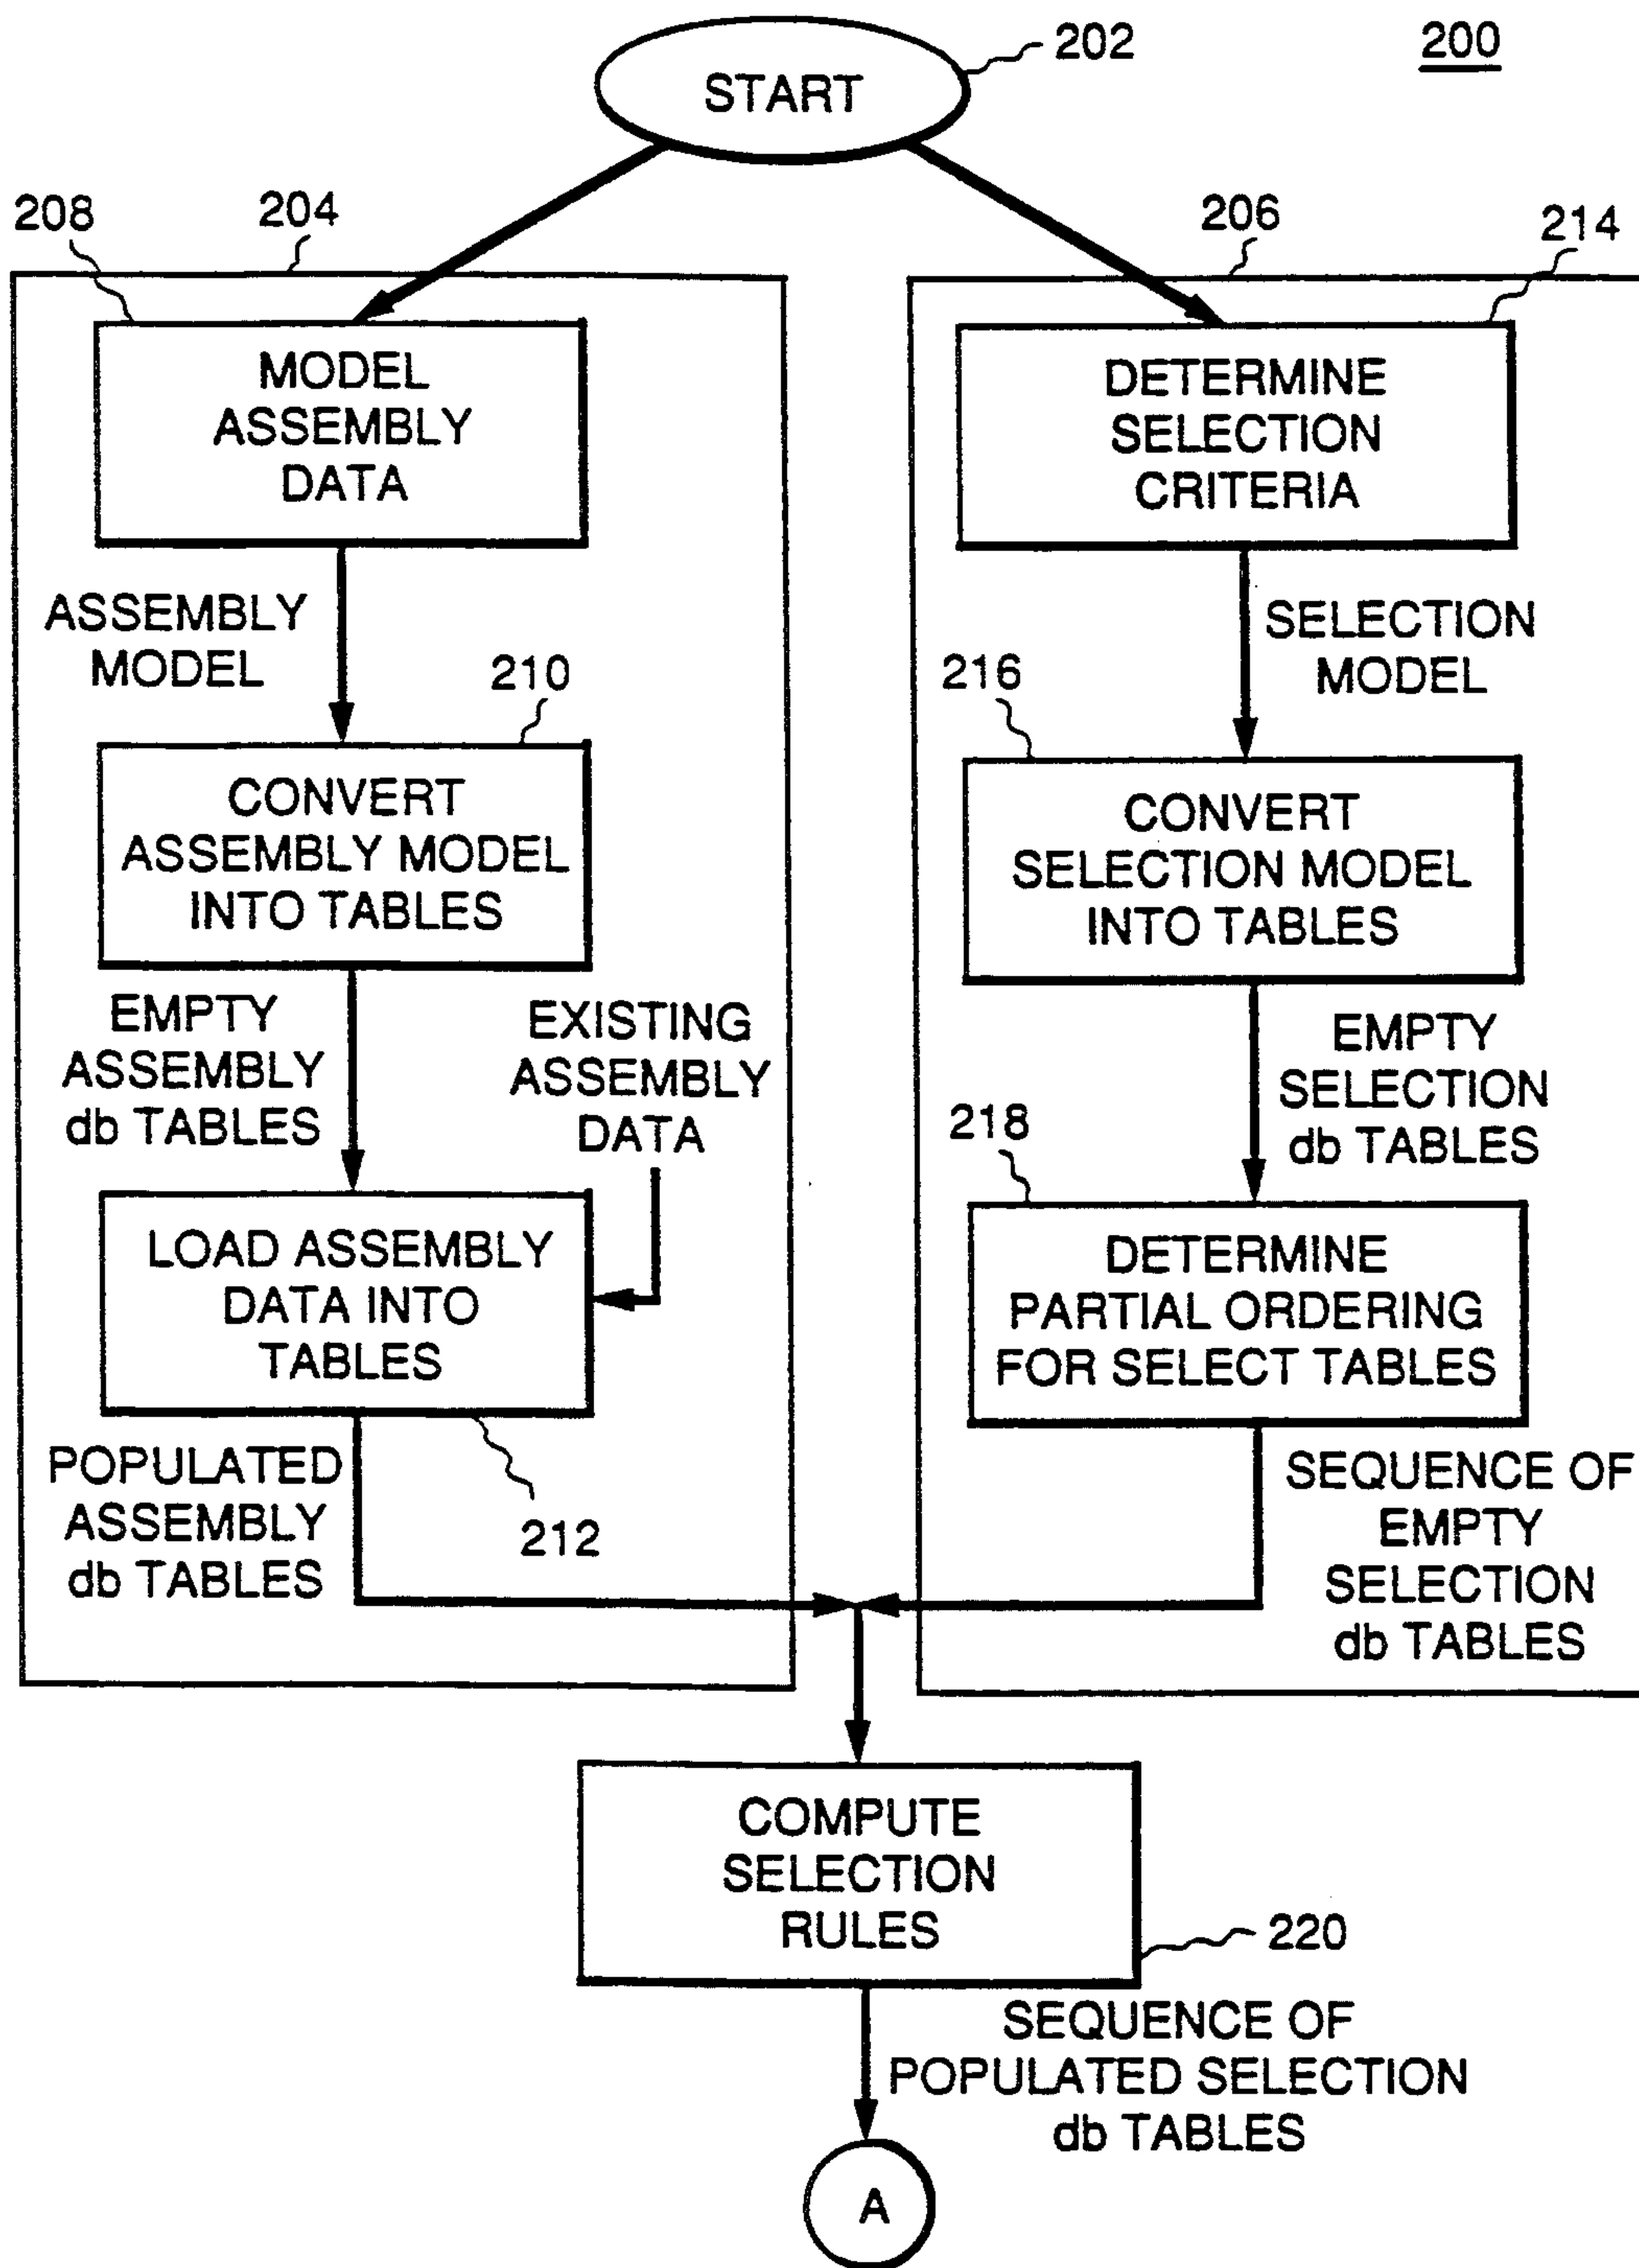 202
200
START
208
204
206
214
MODEL
ASSEMBLY
DATA
DETERMINE
SELECTION
CRITERIA
ASSEMBLY
MODEL
SELECTION
MODEL
210
216
CONVERT
ASSEMBLY MODEL
INTO TABLES
CONVERT
SELECTION MODEL
INTO TABLES
EMPTY
ASSEMBLY
db TABLES
EXISTING
ASSEMBLY
DATA
EMPTY
SELECTION
db TABLES
218
LOAD ASSEMBLY
DATA INTO
TABLES
DETERMINE
PARTIAL ORDERING
FOR SELECT TABLES
POPULATED
ASSEMBLY
db TABLES
212
SEQUENCE OF
EMPTY
SELECTION
db TABLES
COMPUTE
SELECTION
RULES
220
SEQUENCE OF
POPULATED SELECTION
db TABLES
A